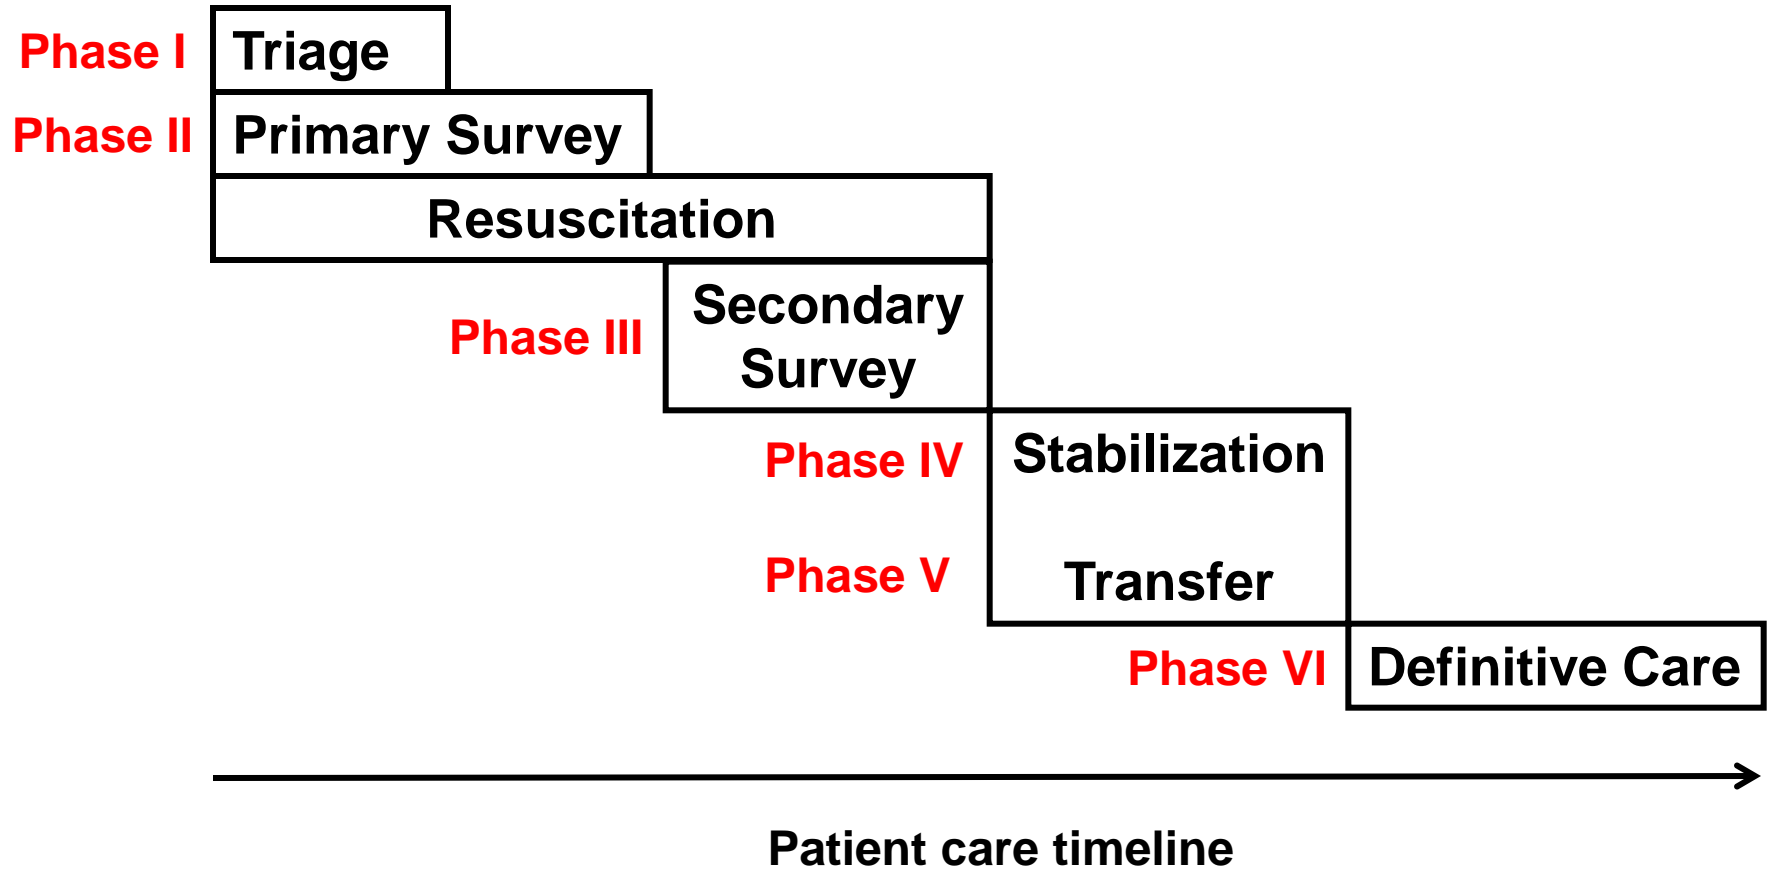 Phase I Triage
Phase II Primary Survey
Resuscitation
Phase III
Secondary
Survey
Phase IV Stabilization
Phase V Transfer
Phase VI Definitive Care
Patient care timeline